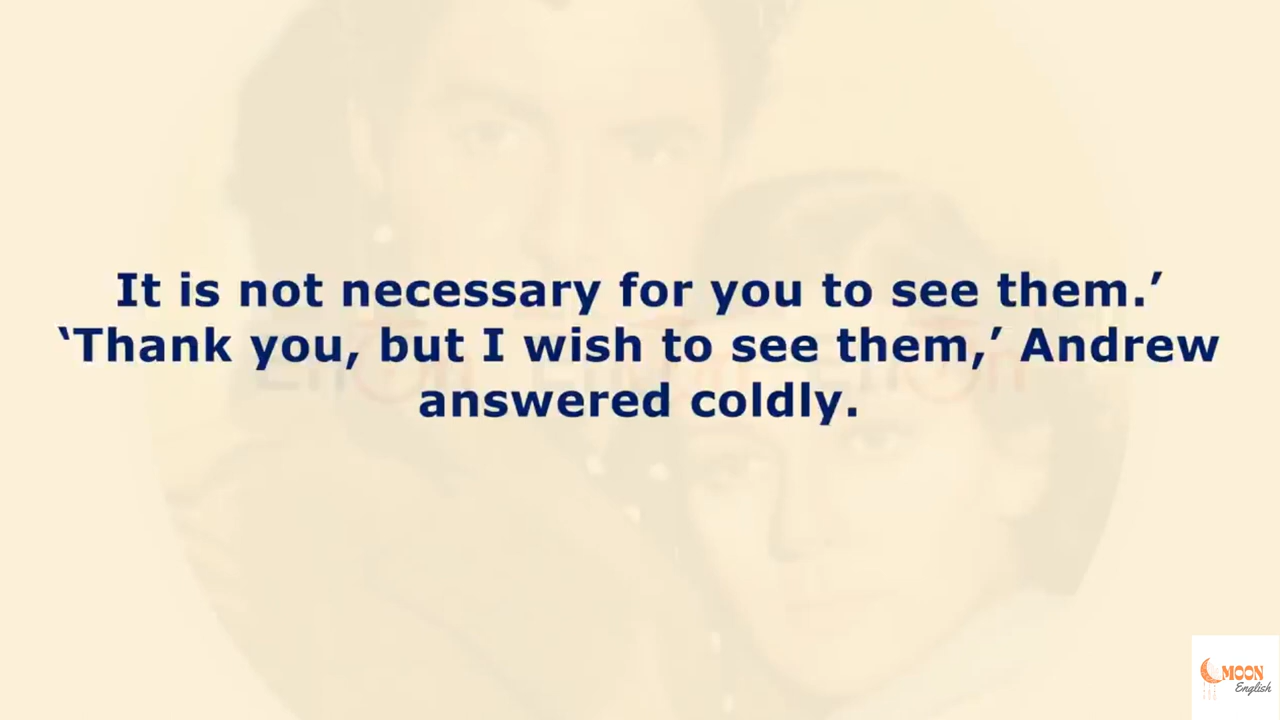 It is not necessary for you to see them.’
‘Thank you, but I wish to see them,’ Andrew
answered coldly.
MOON
English